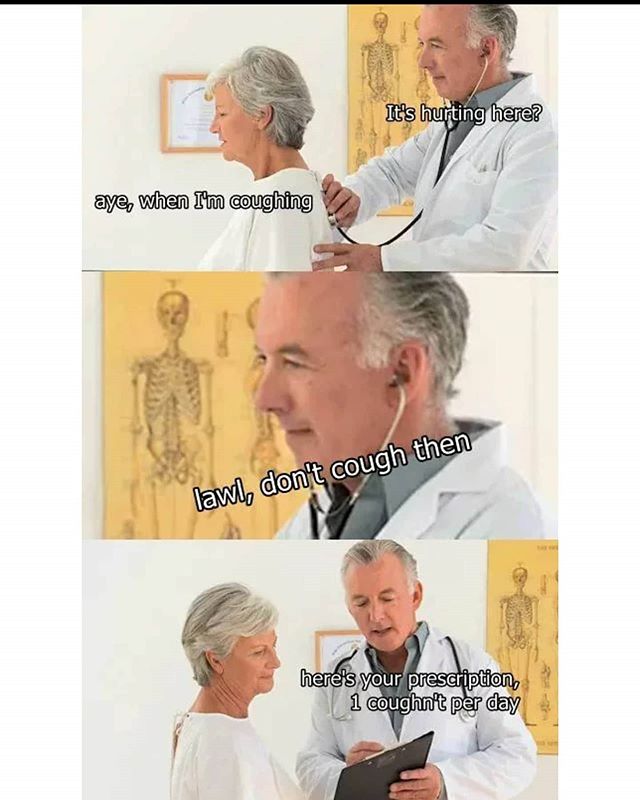 It's hurting here?
aye, when I'm coughing
lawl, don't cough then
here's your prescription,
1 coughn't per day